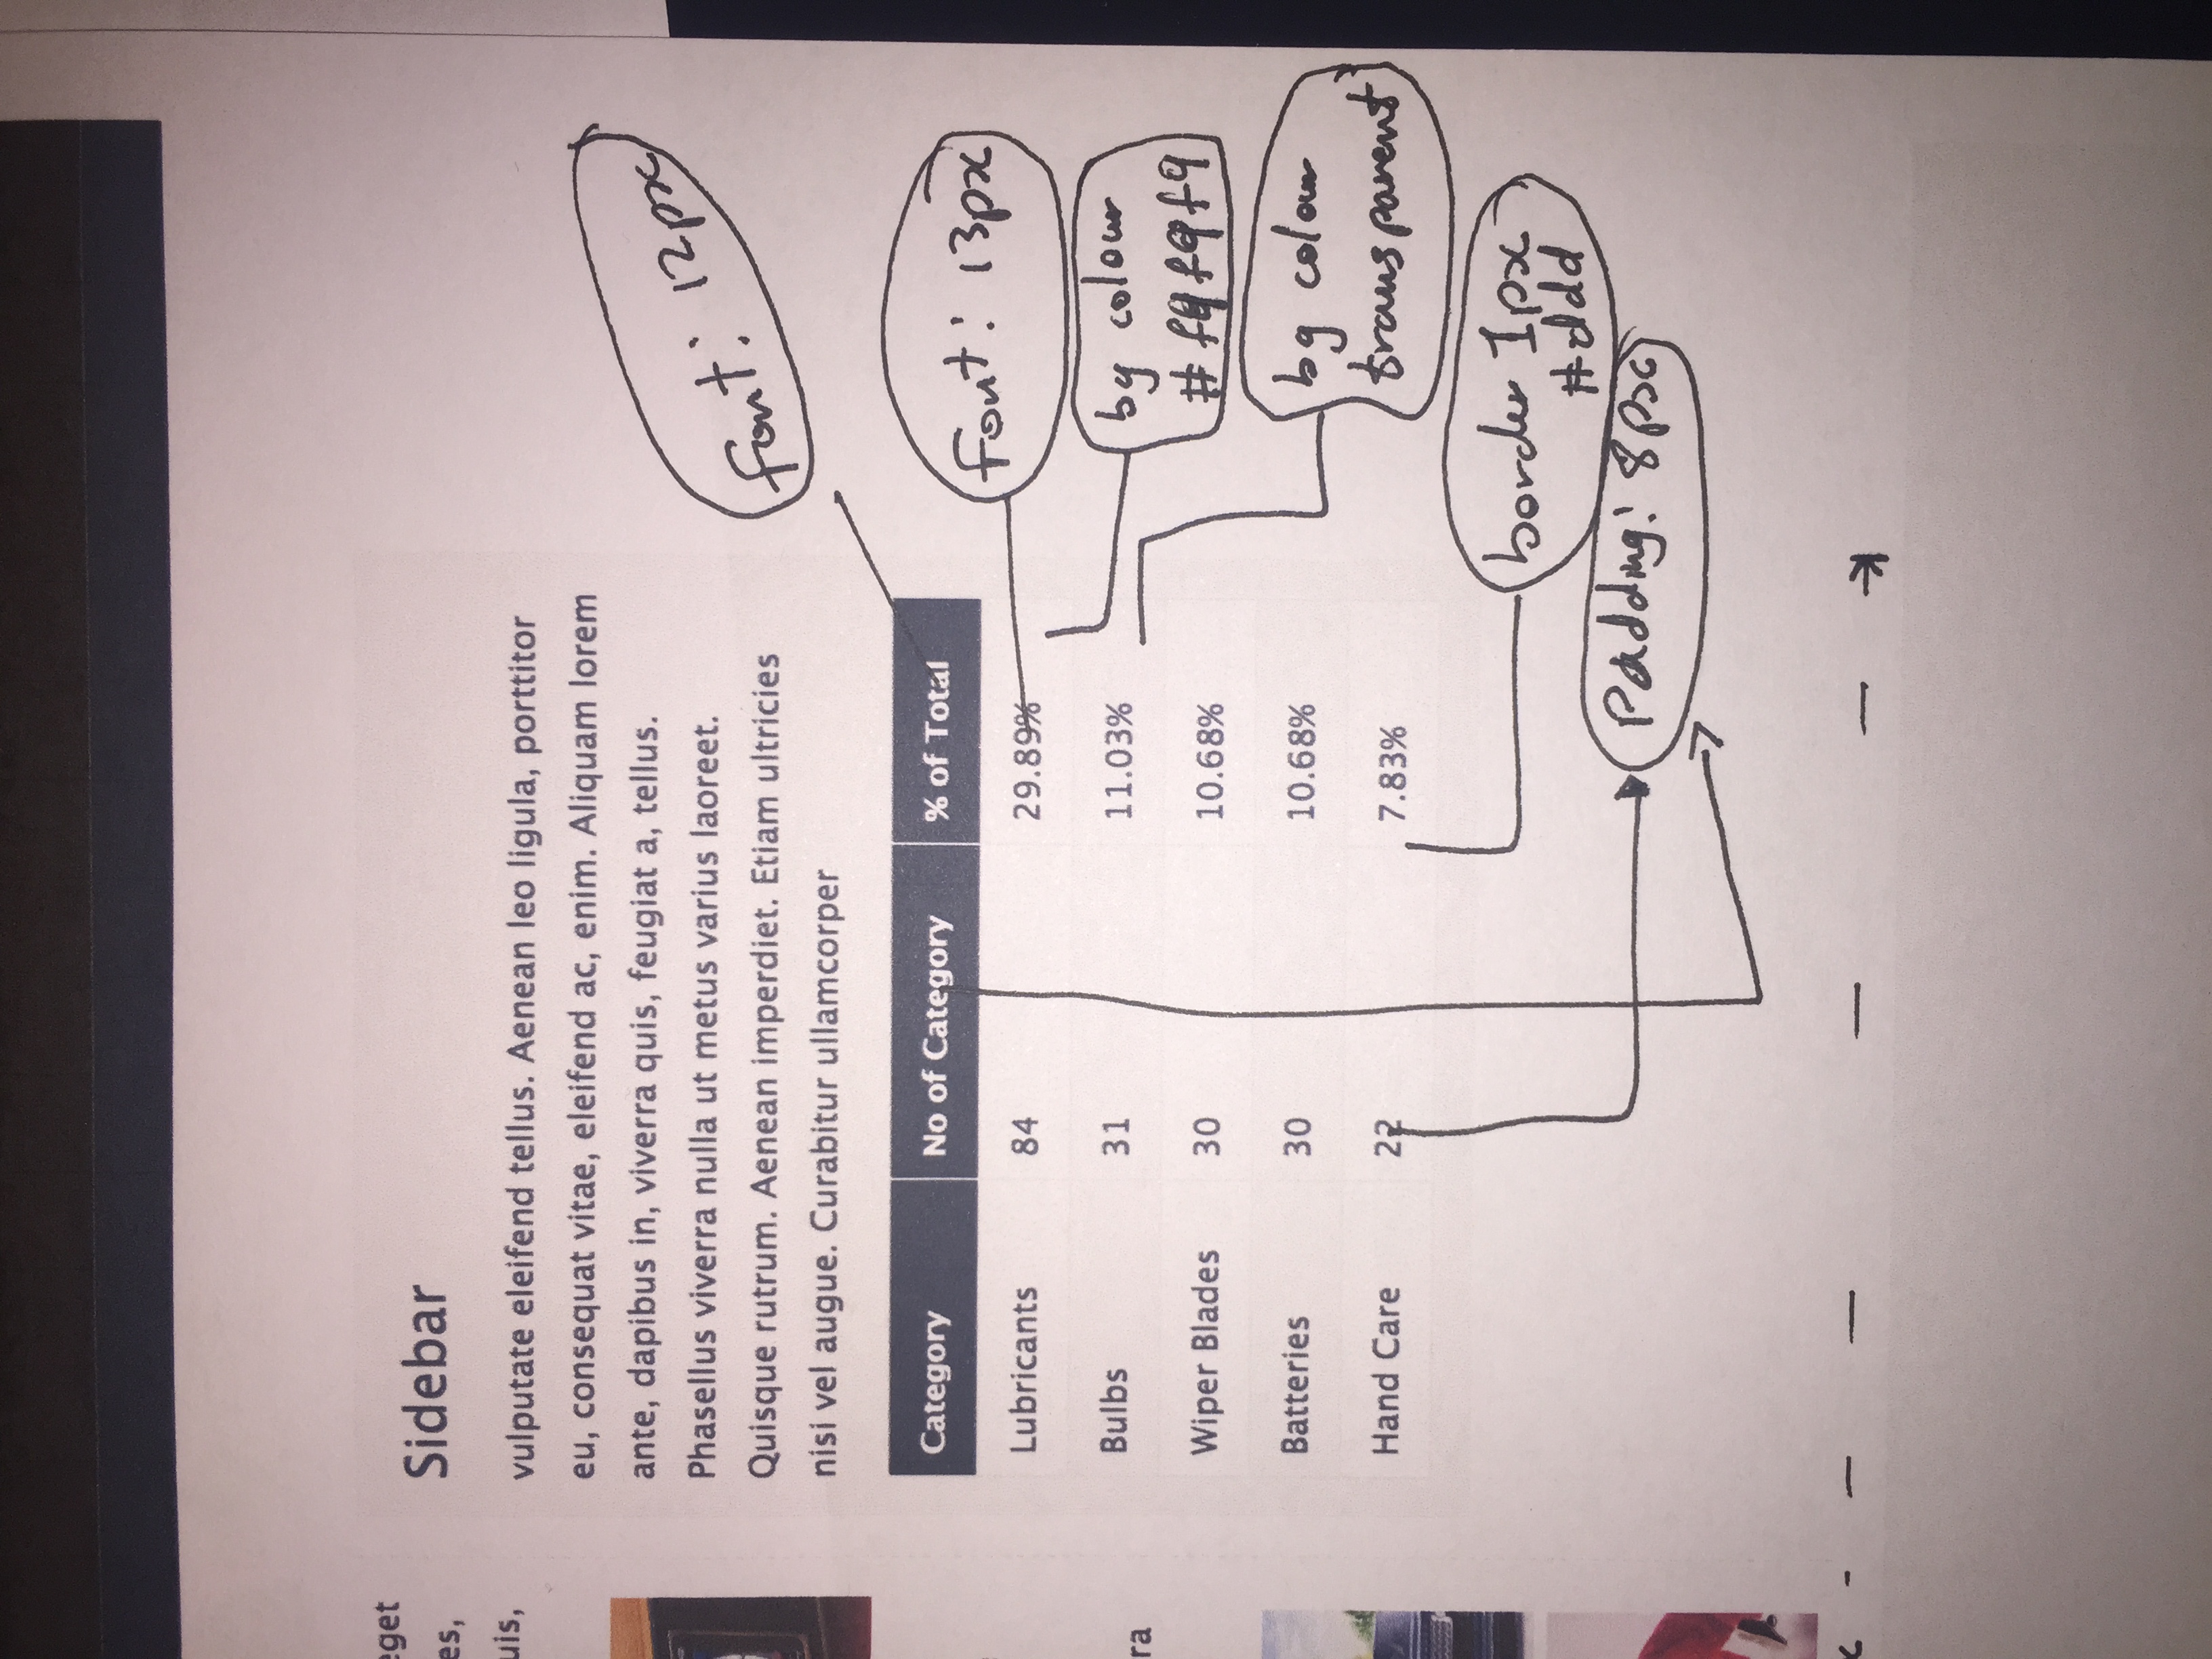 eget
es,
uis,
ra
Sidebar
vulputate eleifend tellus. Aenean leo ligula, porttitor
eu, consequat vitae, eleifend ac, enim. Aliquam lorem
ante, dapibus in, viverra quis, feugiat a, tellus.
Phasellus viverra nulla ut metus varius laoreet.
Quisque rutrum. Aenean imperdiet. Etiam ultricies
nisi vel augue. Curabitur ullamcorper
Category No of Category % of Total
Lubricants 84 29.89%
Bulbs 31 11.03%
Wiper Blades 30 10.68%
Batteries 30 10.68%
Hand Care 22 7.83%
font: 12px
font: 13px
bg colour
#f9f9f9
bg colour
transparent
border 1px
#ddd
Padding: 8px